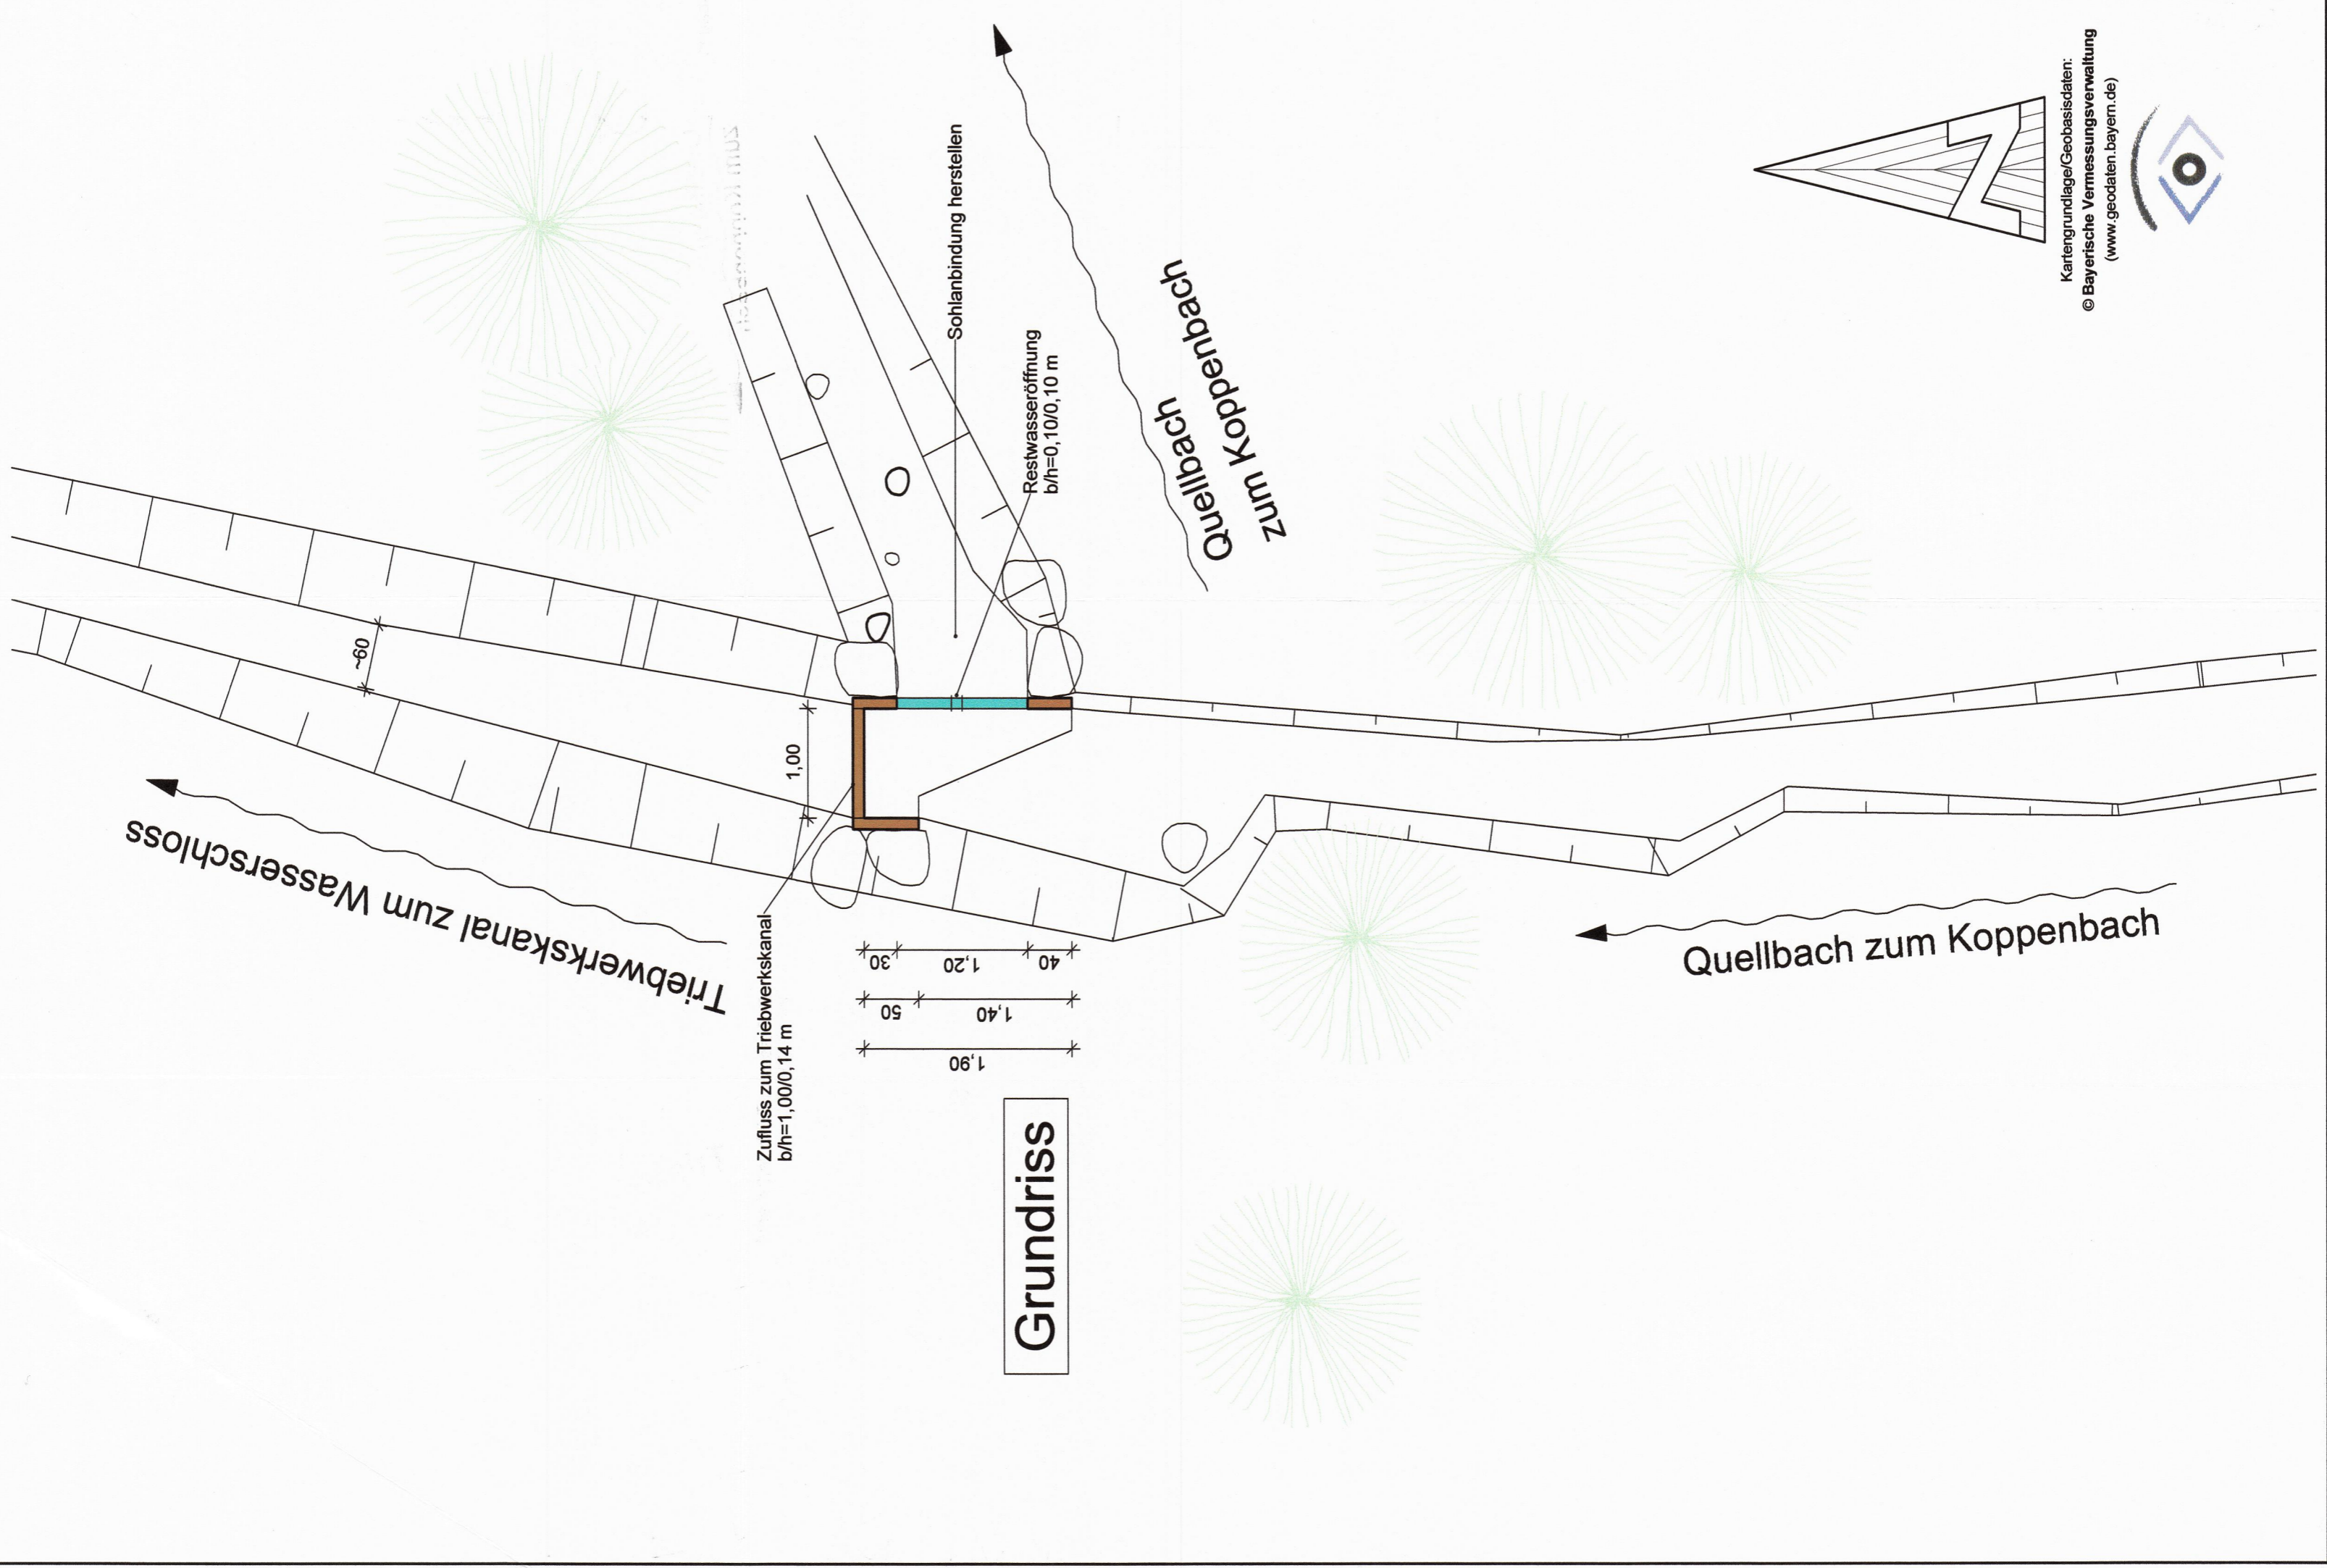 Kartengrundlage/Geobasisdaten:
© Bayerische Vermessungsverwaltung
(www.geodaten.bayern.de)
N
Sohlanbindung herstellen
Restwasseröffnung
b/h=0,10/0,10 m
Quellbach
zum Koppenbach
~60
1,00
Triebwerkskanal zum Wasserschloss
Zufluss zum Triebwerkskanal
b/h=1,00/0,14 m
30
1,20
40
50
1,40
1,90
Quellbach zum Koppenbach
Grundriss